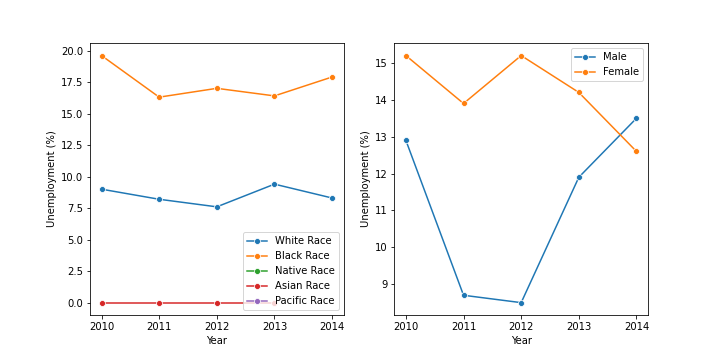 20.0
17.5
15.0
12.5
10.0
7.5
5.0
2.5
0.0
Unemployment (%)
2010 2011 2012 2013 2014
Year
White Race
Black Race
Native Race
Asian Race
Pacific Race
15
14
13
12
11
10
9
Unemployment (%)
2010 2011 2012 2013 2014
Year
Male
Female